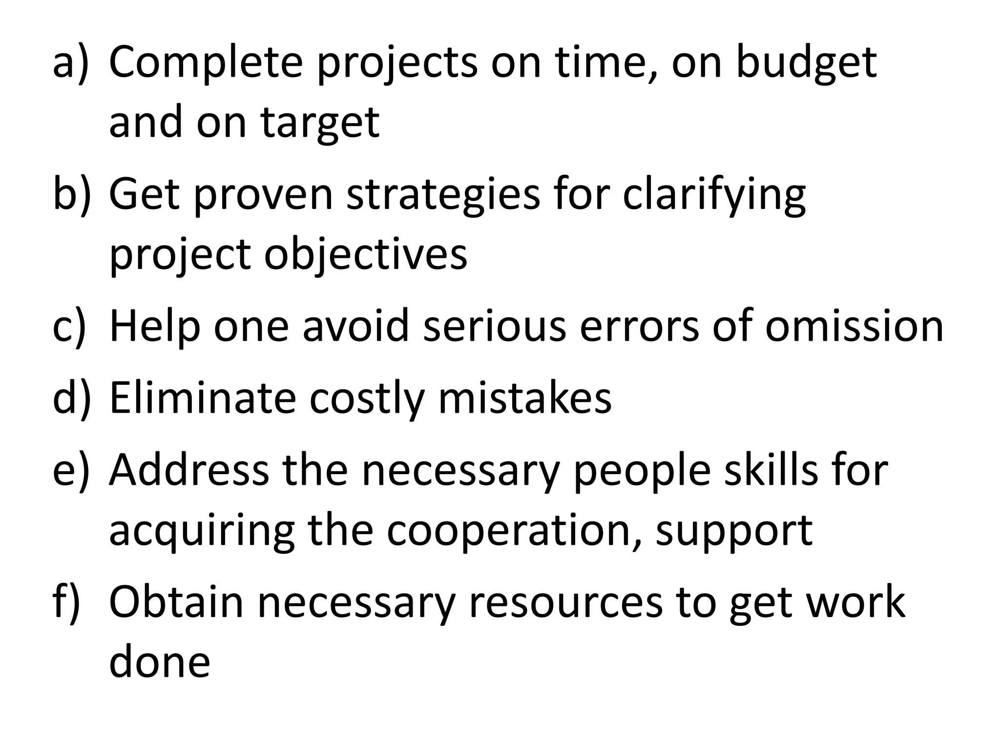 a) Complete projects on time, on budget
and on target
b) Get proven strategies for clarifying
project objectives
c) Help one avoid serious errors of omission
d) Eliminate costly mistakes
e) Address the necessary people skills for
acquiring the cooperation, support
f) Obtain necessary resources to get work
done